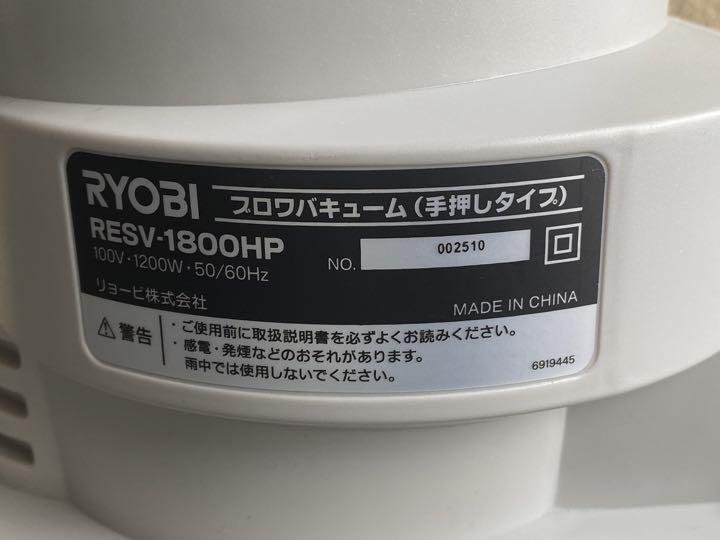 RYOBI ブロワバキューム(手押しタイプ)
RESV-1800HP
100V・1200W・50/60Hz
NO. 002510
リョービ株式会社
MADE IN CHINA
警告
・ご使用前に取扱説明書を必ずよくお読みください。
・感電・発煙などのおそれがあります。
雨中では使用しないでください。
6919445